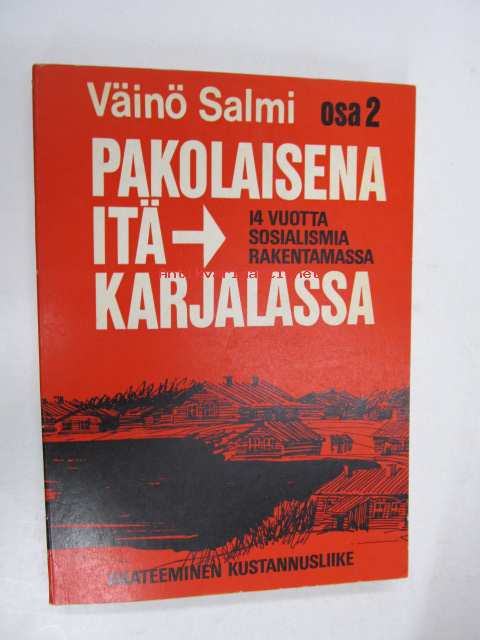 Väinö Salmi osa 2
PAKOLAISENA
ITÄ → 14 VUOTTA
SOSIALISMIA
RAKENTAMASSA
KARJALASSA
AKATEEMINEN KUSTANNUSLIIKE